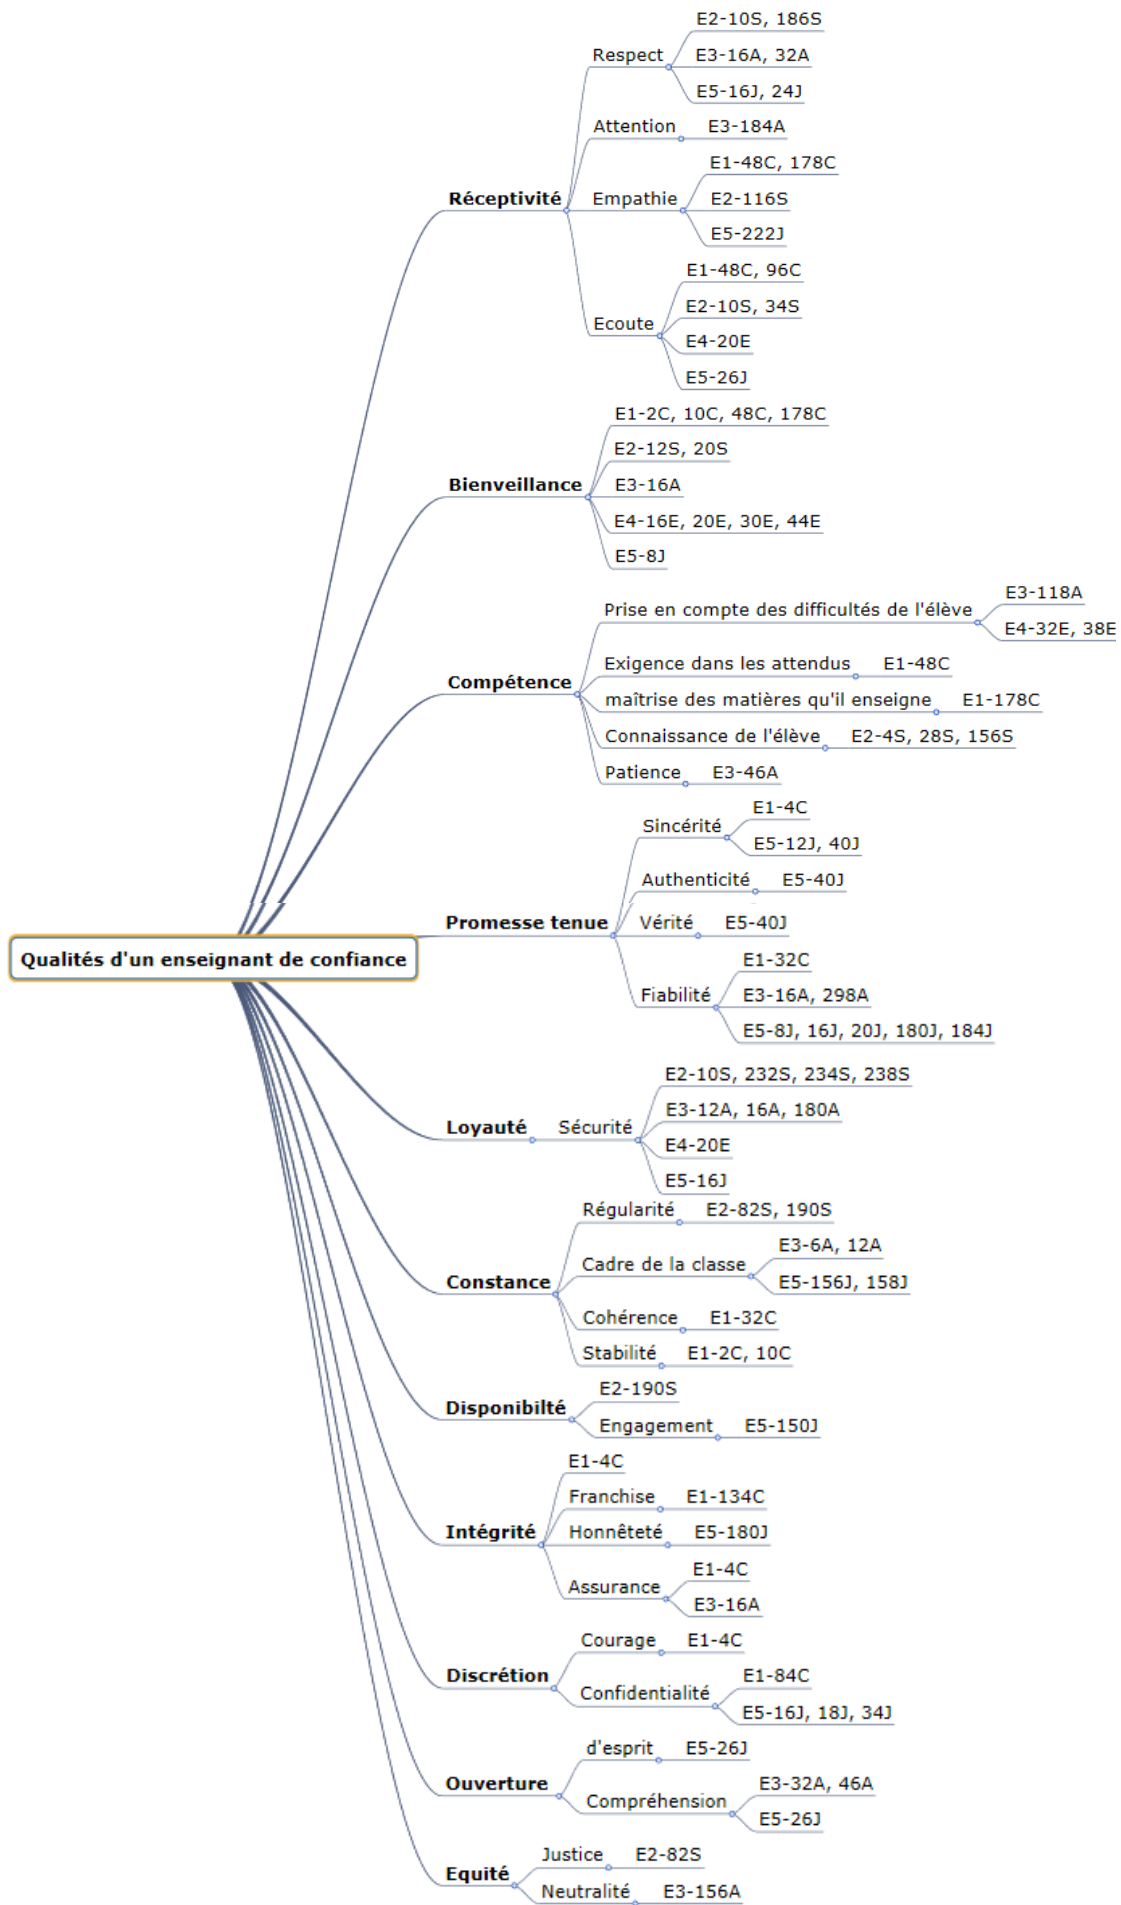 Qualités d'un enseignant de confiance
Réceptivité
Respect
E2-10S, 186S
E3-16A, 32A
E5-16J, 24J
Attention
E3-184A
Empathie
E1-48C, 178C
E2-116S
E5-222J
Ecoute
E1-48C, 96C
E2-10S, 34S
E4-20E
E5-26J
Bienveillance
E1-2C, 10C, 48C, 178C
E2-12S, 20S
E3-16A
E4-16E, 20E, 30E, 44E
E5-8J
Compétence
Prise en compte des difficultés de l'élève
E3-118A
E4-32E, 38E
Exigence dans les attendus
E1-48C
maîtrise des matières qu'il enseigne
E1-178C
Connaissance de l'élève
E2-4S, 28S, 156S
Patience
E3-46A
Promesse tenue
Sincérité
E1-4C
E5-12J, 40J
Authenticité
E5-40J
Vérité
E5-40J
Fiabilité
E1-32C
E3-16A, 298A
E5-8J, 16J, 20J, 180J, 184J
Loyauté
Sécurité
E2-10S, 232S, 234S, 238S
E3-12A, 16A, 180A
E4-20E
E5-16J
Constance
Régularité
E2-82S, 190S
Cadre de la classe
E3-6A, 12A
E5-156J, 158J
Cohérence
E1-32C
Stabilité
E1-2C, 10C
Disponibilté
E2-190S
Engagement
E5-150J
Intégrité
E1-4C
Franchise
E1-134C
Honnêteté
E5-180J
Assurance
E1-4C
E3-16A
Discrétion
Courage
E1-4C
Confidentialité
E1-84C
E5-16J, 18J, 34J
Ouverture
d'esprit
E5-26J
Compréhension
E3-32A, 46A
E5-26J
Equité
Justice
E2-82S
Neutralité
E3-156A